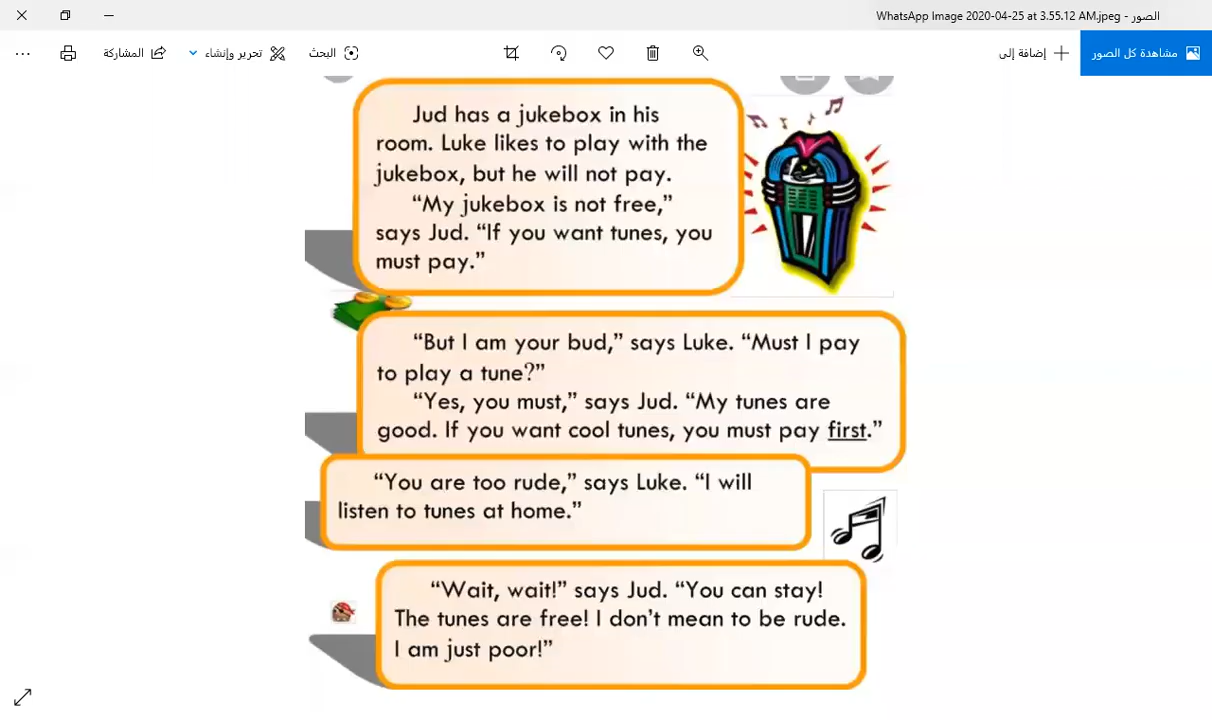 WhatsApp Image 2020-04-25 at 3.55.12 AM.jpeg - الصور
مشاهدة كل الصور
إضافة إلى
البحث
تحرير وإنشاء
المشاركة
Jud has a jukebox in his
room. Luke likes to play with the
jukebox, but he will not pay.
“My jukebox is not free,”
says Jud. “If you want tunes, you
must pay.”
“But I am your bud,” says Luke. “Must I pay
to play a tune?”
“Yes, you must,” says Jud. “My tunes are
good. If you want cool tunes, you must pay first.”
“You are too rude,” says Luke. “I will
listen to tunes at home.”
“Wait, wait!” says Jud. “You can stay!
The tunes are free! I don’t mean to be rude.
I am just poor!”